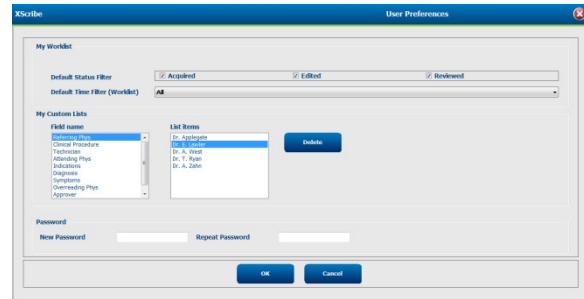 XScribe User Preferences
My Worklist
Default Status Filter Acquired Edited Reviewed
Default Time Filter (Worklist) All
My Custom Lists
Field name List items
Referring Phys Dr. Applegate
Clinical Procedure Dr. E. Lawler Delete
Technician Dr. A. West
Attending Phys Dr. T. Ryan
Indications Dr. A. Zahn
Diagnosis
Symptoms
Overreading Phys
Approver
Password
New Password Repeat Password
OK Cancel